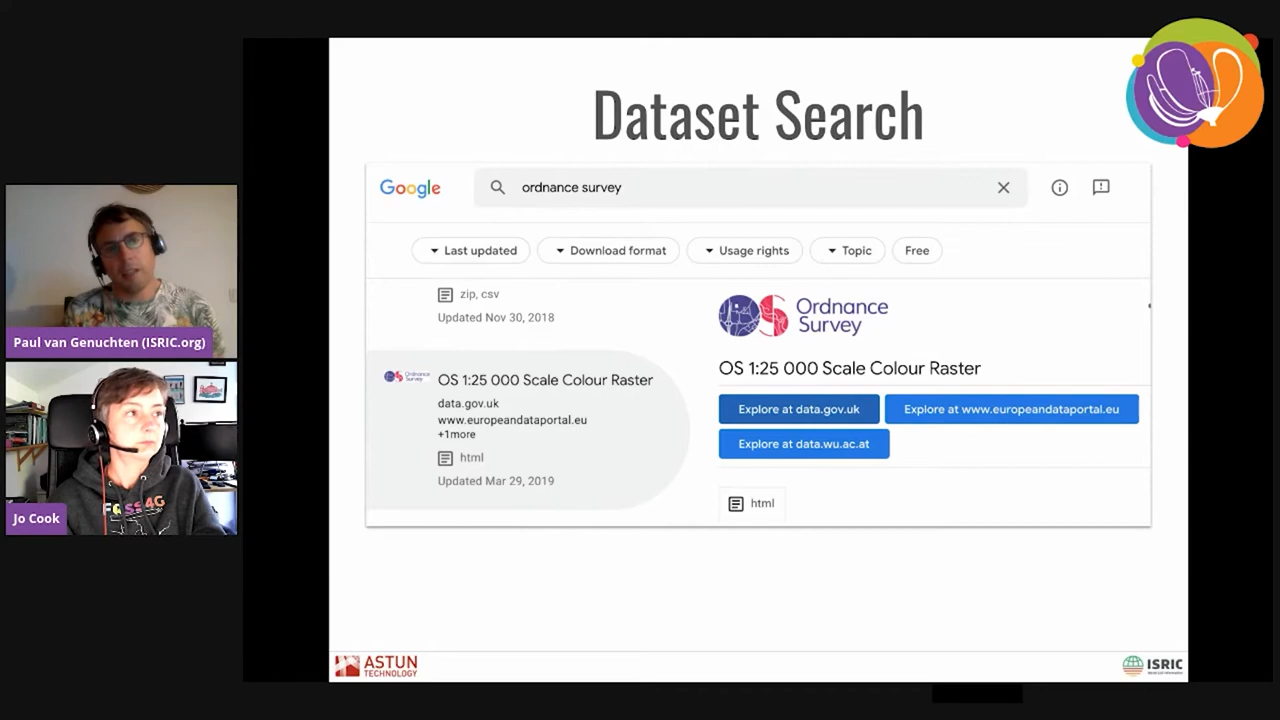 Dataset Search
Google
ordnance survey
Last updated
Download format
Usage rights
Topic
Free
zip, csv
Updated Nov 30, 2018
Ordnance
Survey
OS 1:25 000 Scale Colour Raster
data.gov.uk
www.europeandataportal.eu
+1more
html
Updated Mar 29, 2019
Ordnance
Survey
OS 1:25 000 Scale Colour Raster
Explore at data.gov.uk
Explore at www.europeandataportal.eu
Explore at data.wu.ac.at
html
Paul van Genuchten (ISRIC.org)
FOSS4G
Jo Cook
ASTUN
TECHNOLOGY
ISRIC